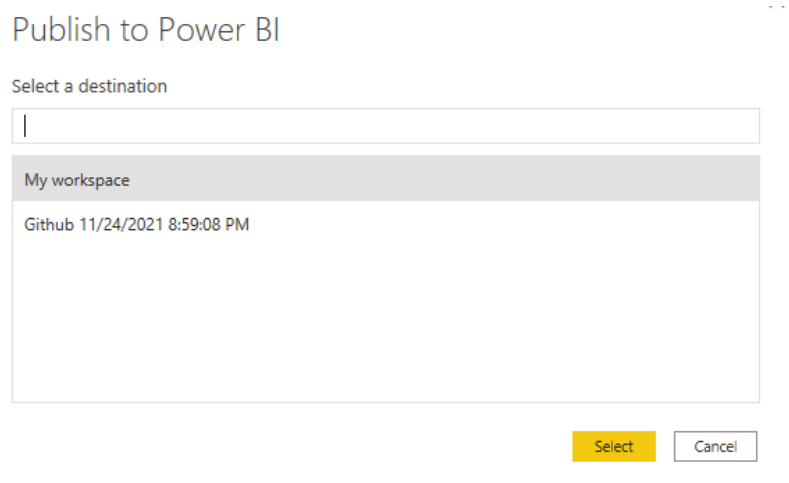 Publish to Power BI
Select a destination
My workspace
Github 11/24/2021 8:59:08 PM
Select Cancel